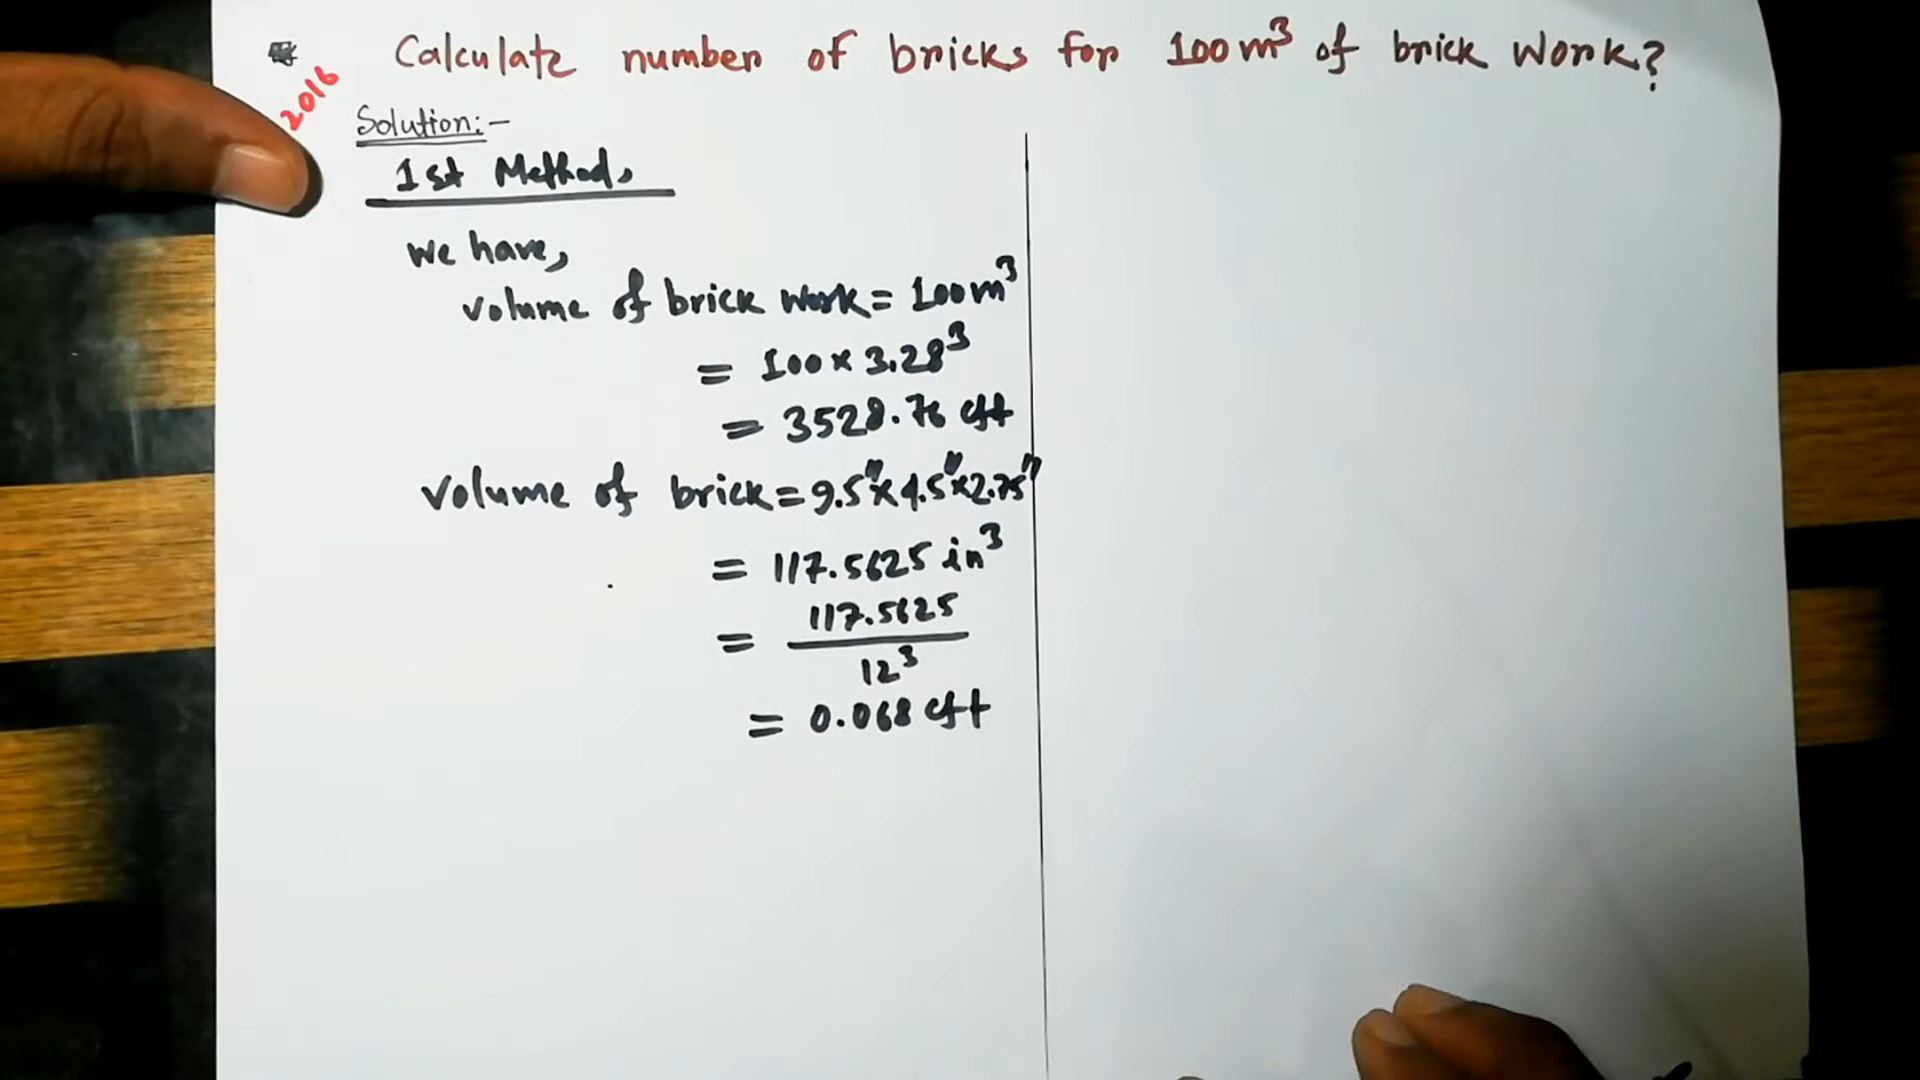 Calculate number of bricks for 100m³ of brick work?
2016
Solution:-
1st Method,
we have,
volume of brick work = 100m³
= 100 × 3.28³
= 3528.76 cft
volume of brick = 9.5" × 4.5" × 2.75"
= 117.5625 in³
= 117.5625
12³
= 0.068 cft